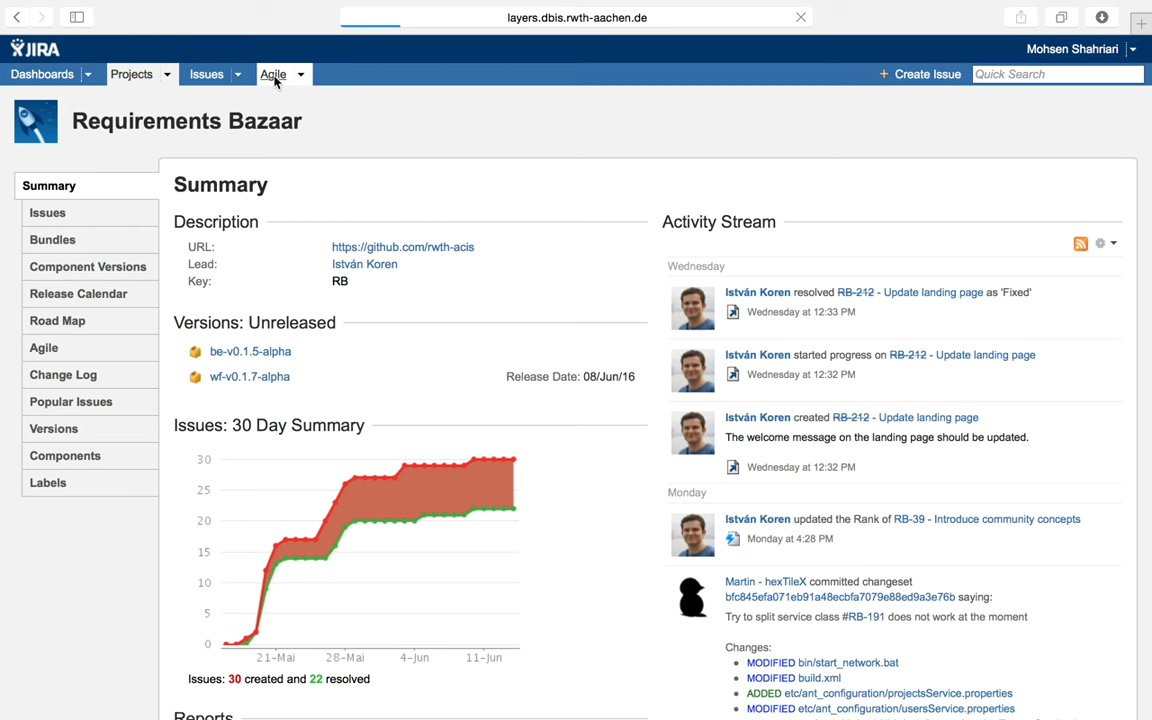 layers.dbis.rwth-aachen.de
JIRA
Mohsen Shahriari
Dashboards
Projects
Issues
Agile
+ Create Issue
Quick Search
Requirements Bazaar
Summary
Issues
Bundles
Component Versions
Release Calendar
Road Map
Agile
Change Log
Popular Issues
Versions
Components
Labels
Summary
Description
URL: https://github.com/rwth-acis
Lead: István Koren
Key: RB
Versions: Unreleased
be-v0.1.5-alpha
wf-v0.1.7-alpha Release Date: 08/Jun/16
Issues: 30 Day Summary
30
25
20
15
10
5
0
21-Mai 28-Mai 4-Jun 11-Jun
Issues: 30 created and 22 resolved
Reports
Activity Stream
Wednesday
István Koren resolved RB-212 - Update landing page as 'Fixed'
Wednesday at 12:33 PM
István Koren started progress on RB-212 - Update landing page
Wednesday at 12:32 PM
István Koren created RB-212 - Update landing page
The welcome message on the landing page should be updated.
Wednesday at 12:32 PM
Monday
István Koren updated the Rank of RB-39 - Introduce community concepts
Monday at 4:28 PM
Martin - hexTileX committed changeset
bfc845efa071eb91a48ecbfa7079e88ed9a3e76b saying:
Try to split service class #RB-191 does not work at the moment
Changes:
MODIFIED bin/start_network.bat
MODIFIED build.xml
ADDED etc/ant_configuration/projectsService.properties
MODIFIED etc/ant_configuration/usersService.properties